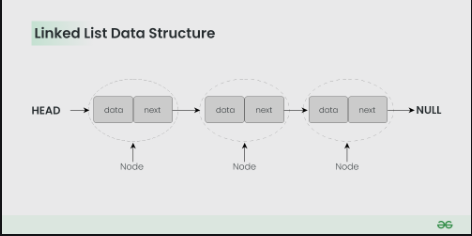 Linked List Data Structure
HEAD data next data next data next NULL
Node Node Node